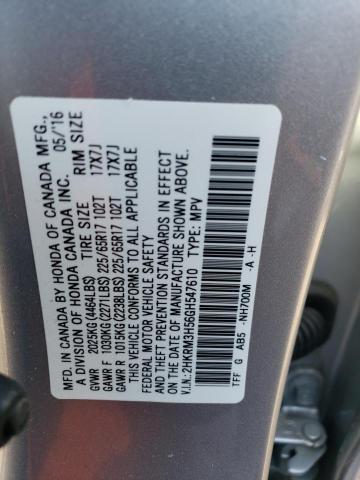 MFD. IN CANADA BY HONDA OF CANADA MFG.,
A DIVISION OF HONDA CANADA INC. 05/'16
TIRE SIZE RIM SIZE
GVWR 2025KG(4464LBS)
GAWR F 1030KG(2271LBS) 225/65R17 102T 17X7J
GAWR R 1015KG(2238LBS) 225/65R17 102T 17X7J
THIS VEHICLE CONFORMS TO ALL APPLICABLE
FEDERAL MOTOR VEHICLE SAFETY
& THEFT PREVENTION STANDARDS IN EFFECT
ON THE DATE OF MANUFACTURE SHOWN ABOVE.
V.I.N.:2HKRM3H56GH547610 TYPE: MPV
TFF G AB5 -NH700M -A -H